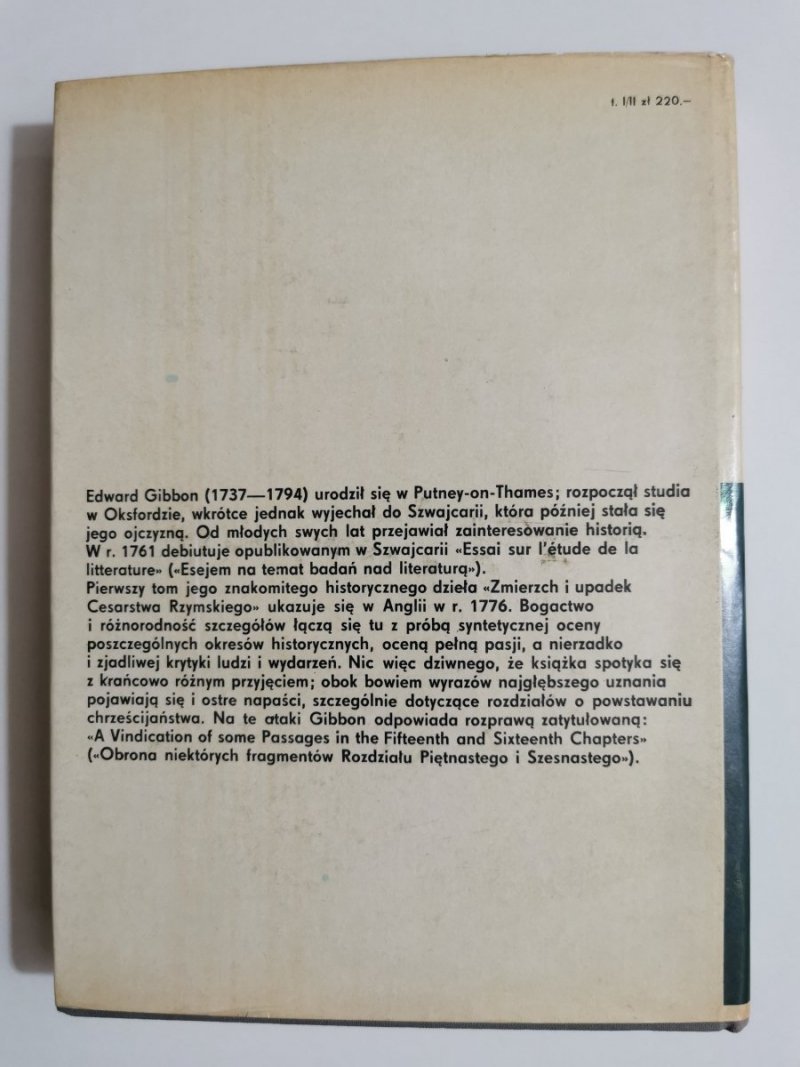 t. I/II zł 220.–
Edward Gibbon (1737—1794) urodził się w Putney-on-Thames; rozpoczął studia
w Oksfordzie, wkrótce jednak wyjechał do Szwajcarii, która później stała się
jego ojczyzną. Od młodych swych lat przejawiał zainteresowanie historią.
W r. 1761 debiutuje opublikowanym w Szwajcarii «Essai sur l'étude de la
litterature» («Esejem na temat badań nad literaturą»).
Pierwszy tom jego znakomitego historycznego dzieła «Zmierzch i upadek
Cesarstwa Rzymskiego» ukazuje się w Anglii w r. 1776. Bogactwo
i różnorodność szczegółów łączą się tu z próbą syntetycznej oceny
poszczególnych okresów historycznych, oceną pełną pasji, a nierzadko
i zjadliwej krytyki ludzi i wydarzeń. Nic więc dziwnego, że książka spotyka się
z krańcowo różnym przyjęciem; obok bowiem wyrazów najgłębszego uznania
pojawiają się i ostre napaści, szczególnie dotyczące rozdziałów o powstawaniu
chrześcijaństwa. Na te ataki Gibbon odpowiada rozprawą zatytułowaną:
«A Vindication of some Passages in the Fifteenth and Sixteenth Chapters»
(«Obrona niektórych fragmentów Rozdziału Piętnastego i Szesnastego»).